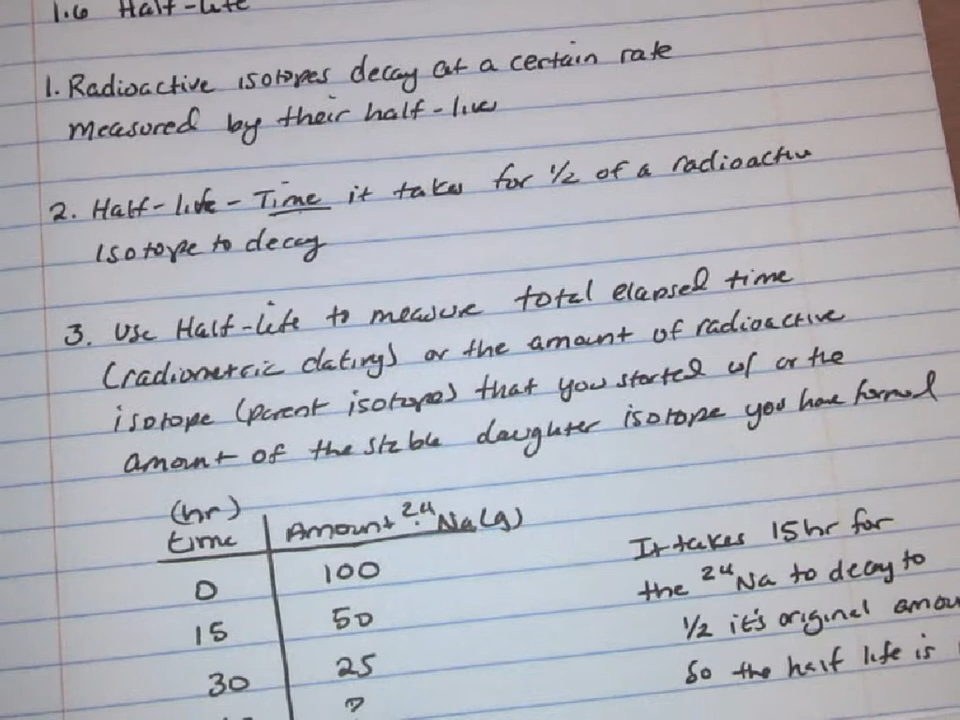 1.6 Half-life
1. Radioactive isotopes decay at a certain rate
measured by their half-live
2. Half-life - Time it takes for 1/2 of a radioactive
isotope to decay
3. Use Half-life to measure total elapsed time
(radiometric dating) or the amount of radioactive
isotope (parent isotope) that you started w/ or the
amount of the stable daughter isotope you have formed
(hr)
time Amount ²⁴Na(g)
0 100
15 50
30 25
?
It takes 15hr for
the ²⁴Na to decay to
1/2 it's original amou
So the half life is